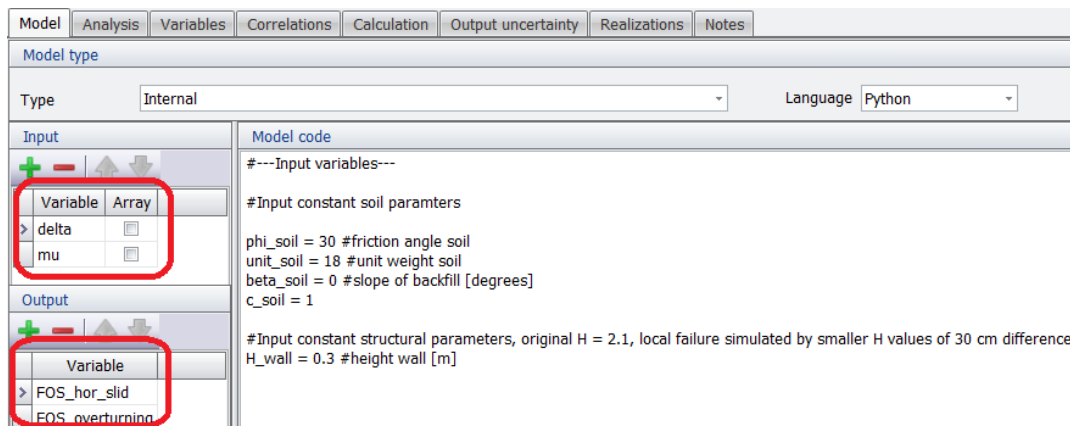 Model Analysis Variables Correlations Calculation Output uncertainty Realizations Notes
Model type
Type Internal Language Python
Input
Variable Array
delta
mu
Output
Variable
FOS_hor_slid
FOS_overturning
Model code
#---Input variables---
#Input constant soil paramters
phi_soil = 30 #friction angle soil
unit_soil = 18 #unit weight soil
beta_soil = 0 #slope of backfill [degrees]
c_soil = 1
#Input constant structural parameters, original H = 2.1, local failure simulated by smaller H values of 30 cm difference
H_wall = 0.3 #height wall [m]